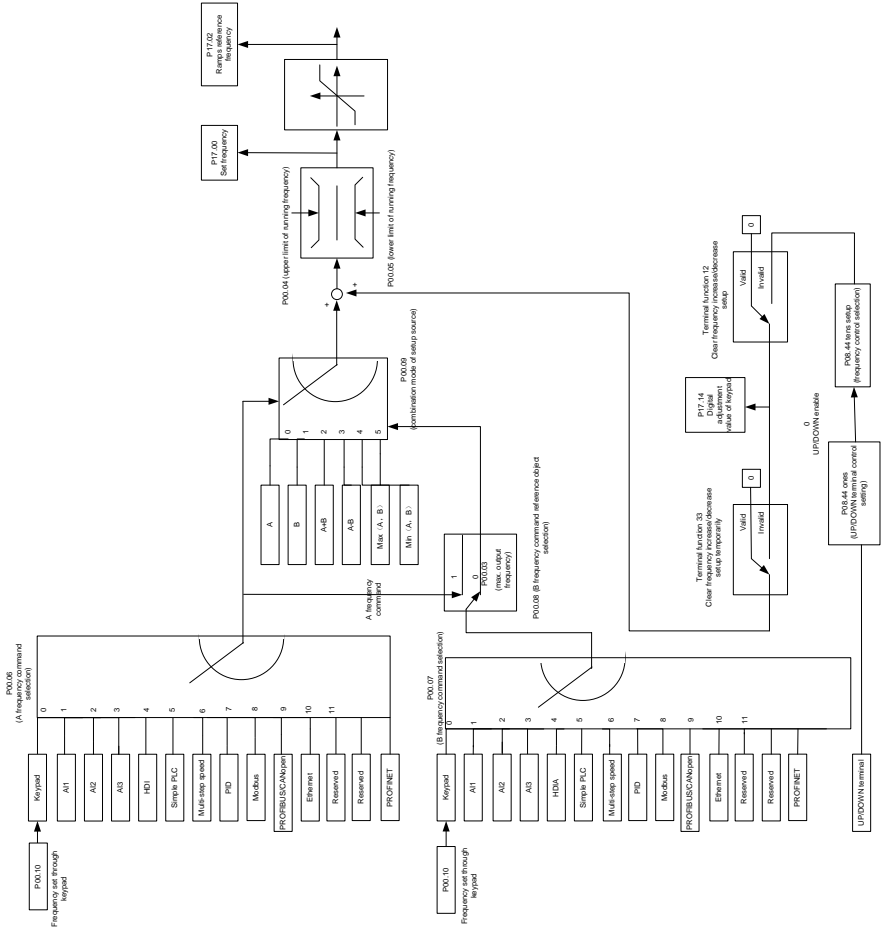 P00.06
(A frequency command
selection)
0
1
2
3
4
5
6
7
8
9
10
11
Keypad
AI1
AI2
AI3
HDI
Simple PLC
Multi-step speed
PID
Modbus
PROFIBUS/CANopen
Ethernet
Reserved
Reserved
PROFINET
P00.10
Frequency set through
keypad
P00.07
(B frequency command selection)
0
1
2
3
4
5
6
7
8
9
10
11
Keypad
AI1
AI2
AI3
HDIA
Simple PLC
Multi-step speed
PID
Modbus
PROFIBUS/CANopen
Ethernet
Reserved
Reserved
PROFINET
P00.10
Frequency set through
keypad
UP/DOWN terminal
A frequency
command
1
0
P00.03
(max. output
frequency)
P00.08 (B frequency command reference object
selection)
A
B
A+B
A-B
Max (A, B)
Min (A, B)
0
1
2
3
4
5
P00.09
(combination mode of setup source)
+
+
P00.04 (upper limit of running frequency)
P00.05 (lower limit of running frequency)
P17.00
Set frequency
P17.02
Ramps reference
frequency
Terminal function 33
Clear frequency increase/decrease
setup temporarily
Valid
Invalid
0
P17.14
Digital
adjustment
value of keypad
Terminal function 12
Clear frequency increase/decrease
setup
Valid
Invalid
0
P08.44 ones
(UP/DOWN terminal control
setting)
0
UP/DOWN enable
P08.44 tens setup
(frequency control selection)